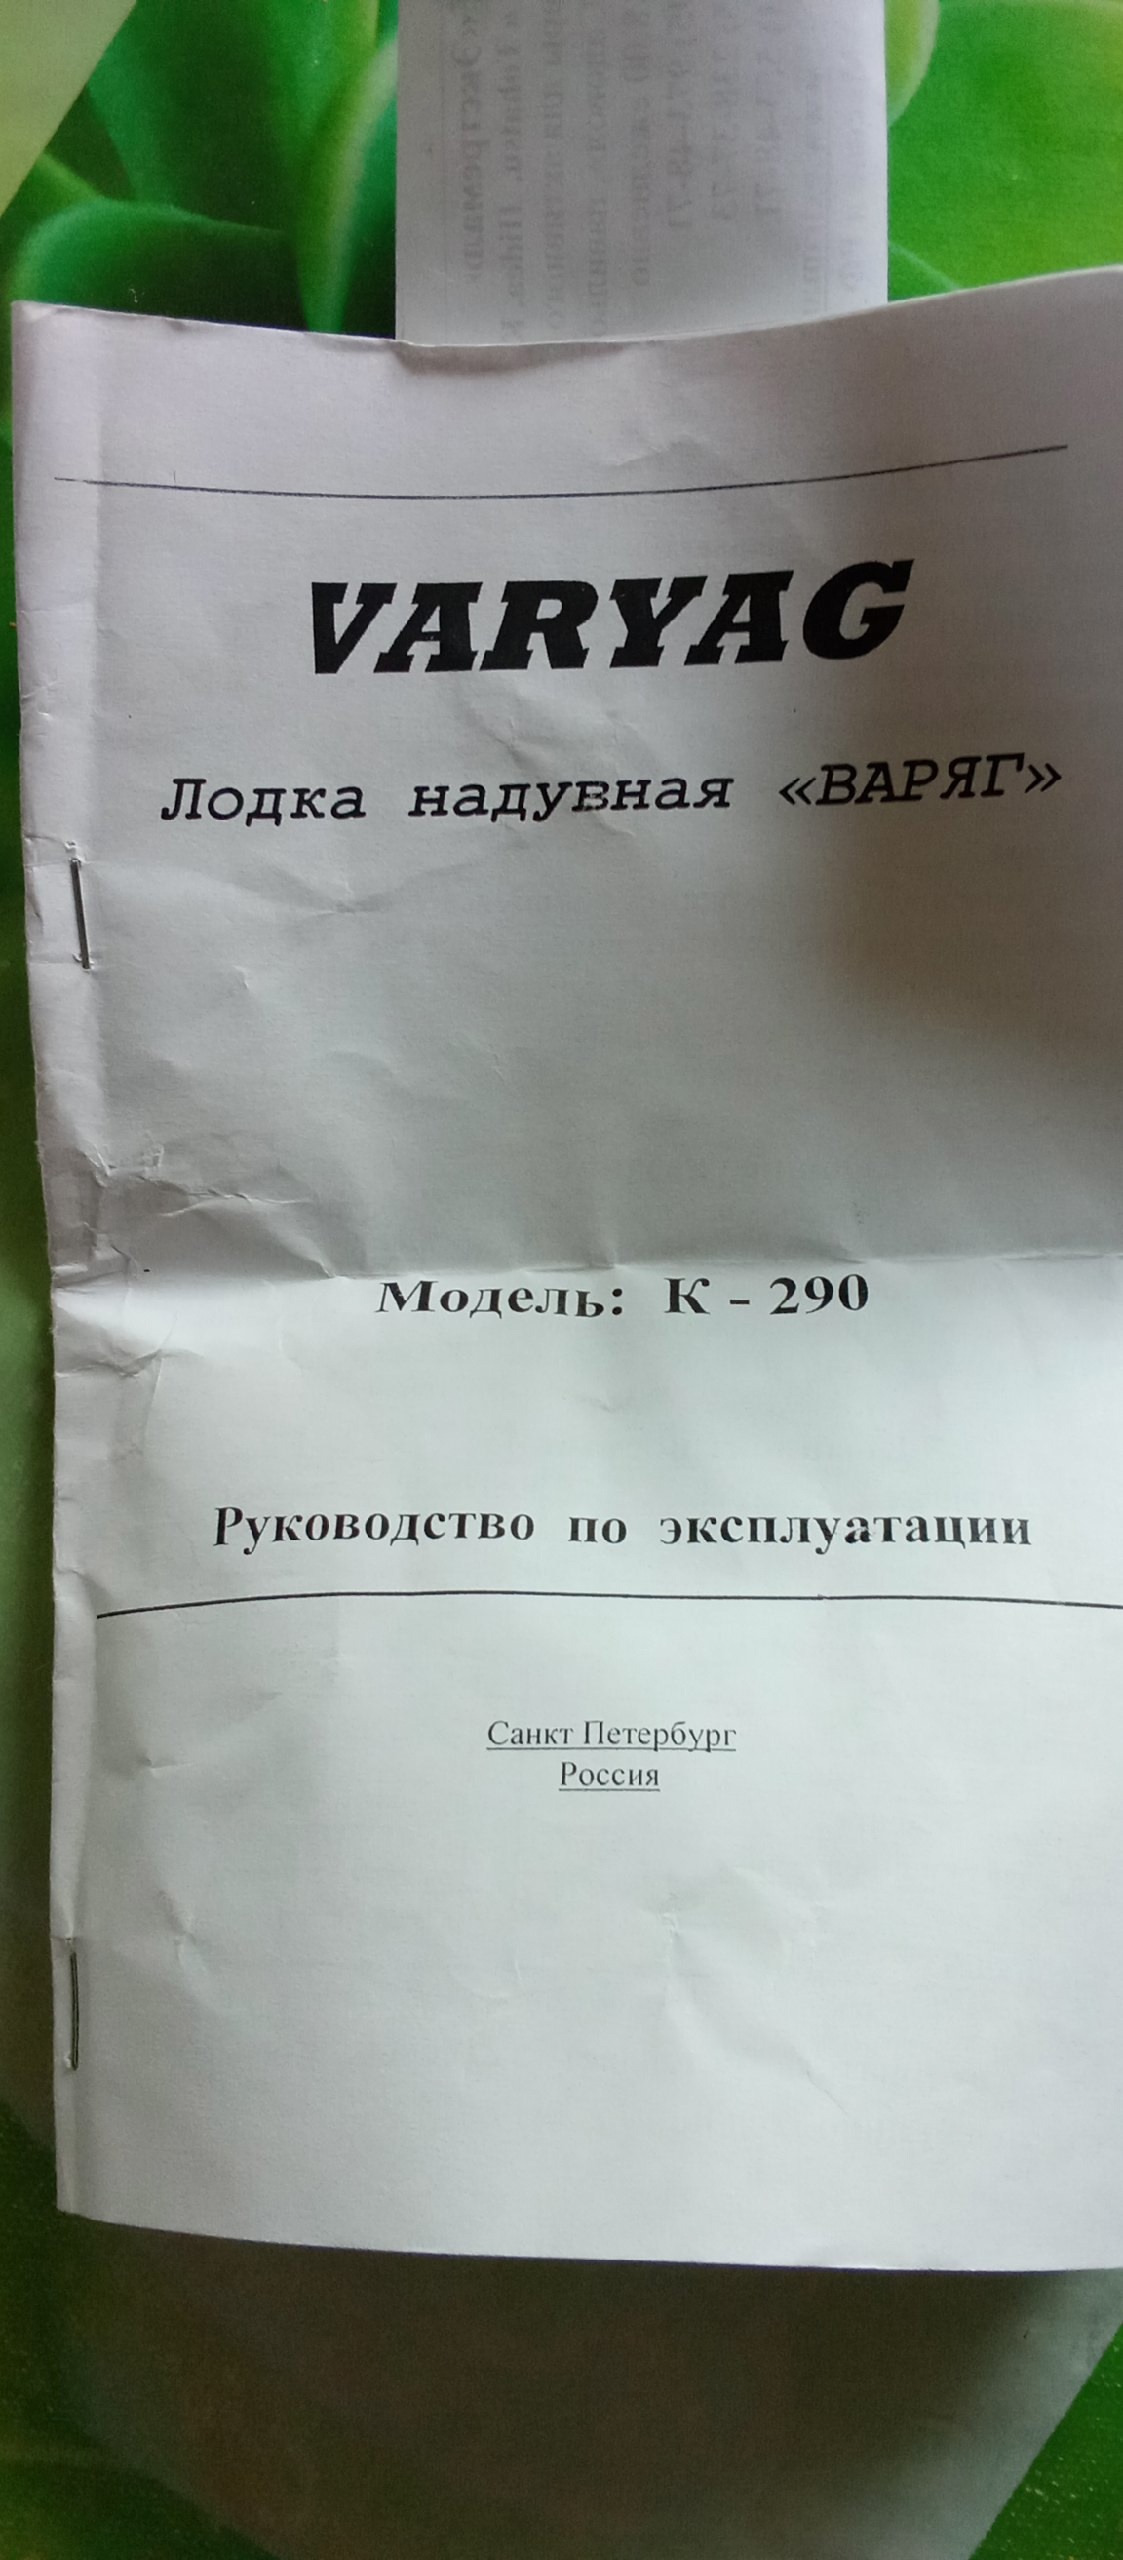 VARYAG
Лодка надувная «ВАРЯГ»
Модель: К - 290
Руководство по эксплуатации
Санкт Петербург
Россия